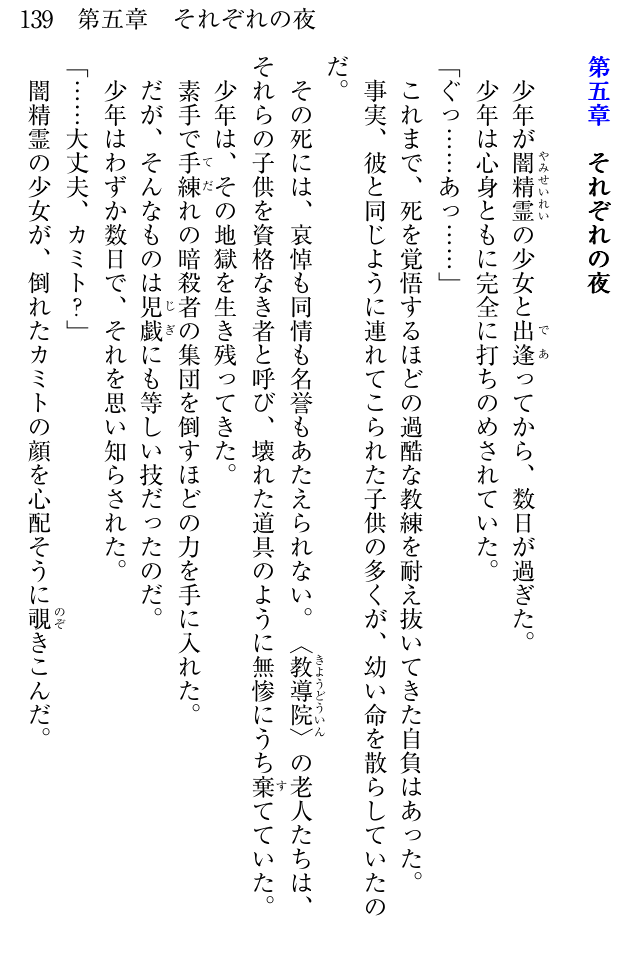 139 第五章　それぞれの夜
第五章　それぞれの夜
少年が闇精霊の少女と出逢ってから、数日が過ぎた。
少年は心身ともに完全に打ちのめされていた。
「ぐっ……あっ……」
これまで、死を覚悟するほどの過酷な教練を耐え抜いてきた自負はあった。
事実、彼と同じように連れてこられた子供の多くが、幼い命を散らしていたの
だ。
その死には、哀悼も同情も名誉もあたえられない。〈教導院〉の老人たちは、
それらの子供を資格なき者と呼び、壊れた道具のように無惨にうち棄てていた。
少年は、その地獄を生き残ってきた。
素手で手練れの暗殺者の集団を倒すほどの力を手に入れた。
だが、そんなものは児戯にも等しい技だったのだ。
少年はわずか数日で、それを思い知らされた。
「……大丈夫、カミト？」
闇精霊の少女が、倒れたカミトの顔を心配そうに覗きこんだ。